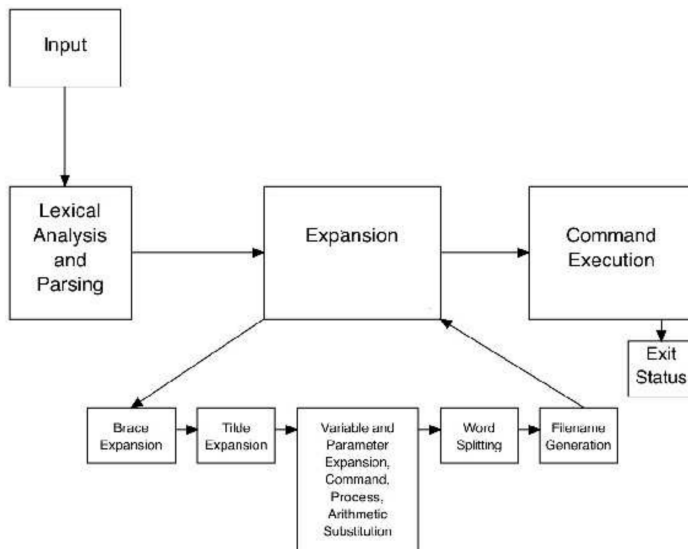 Input
Lexical
Analysis
and
Parsing
Expansion
Command
Execution
Exit
Status
Brace
Expansion
Tilde
Expansion
Variable and
Parameter
Expansion,
Command,
Process,
Arithmetic
Substitution
Word
Splitting
Filename
Generation